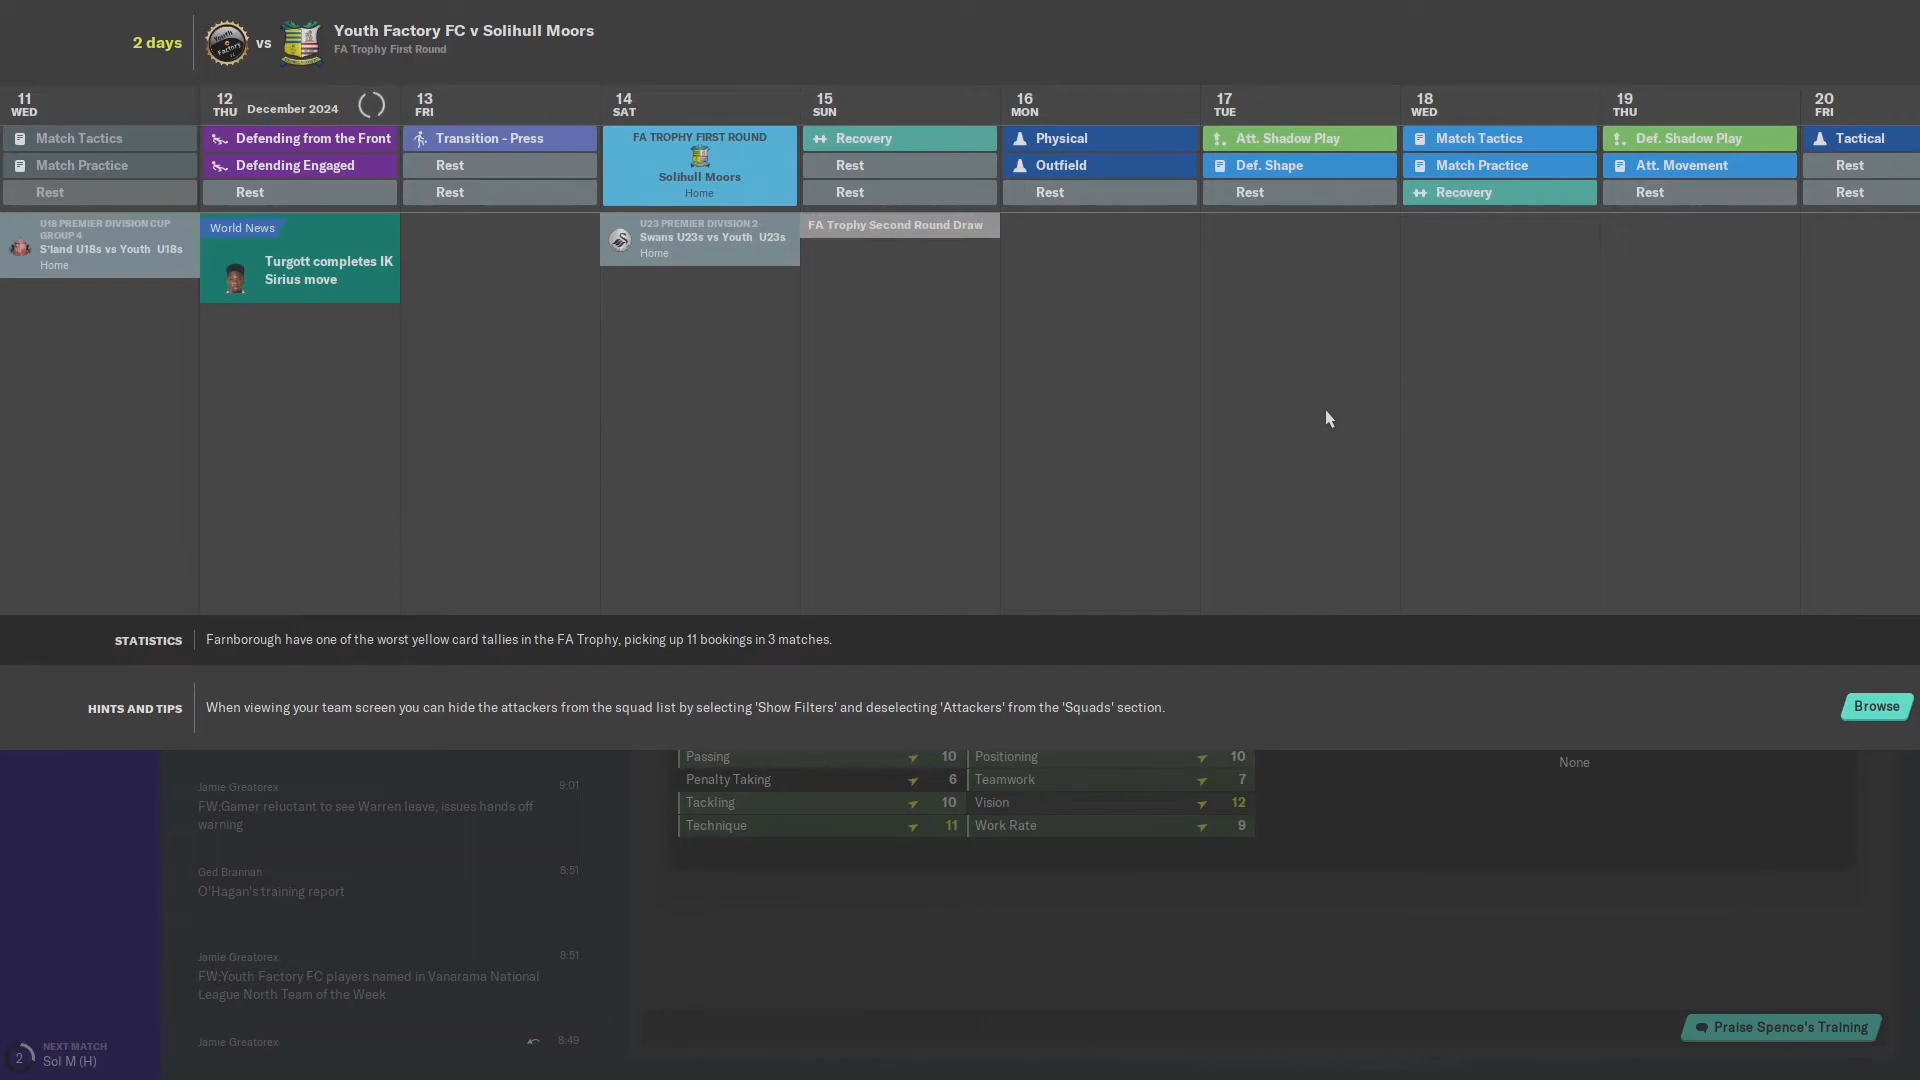 2 days
vs
Youth Factory FC v Solihull Moors
FA Trophy First Round
11
WED
12
THU December 2024
13
FRI
14
SAT
15
SUN
16
MON
17
TUE
18
WED
19
THU
20
FRI
Match Tactics
Match Practice
Rest
Defending from the Front
Defending Engaged
Rest
Transition - Press
Rest
Rest
FA TROPHY FIRST ROUND
Solihull Moors
Home
Recovery
Rest
Rest
Physical
Outfield
Rest
Att. Shadow Play
Def. Shape
Rest
Match Tactics
Match Practice
Recovery
Def. Shadow Play
Att. Movement
Rest
Tactical
Rest
Rest
U18 PREMIER DIVISION CUP
GROUP 4
S'land U18s vs Youth U18s
Home
World News
Turgott completes IK
Sirius move
U23 PREMIER DIVISION 2
Swans U23s vs Youth U23s
Home
FA Trophy Second Round Draw
STATISTICS
Farnborough have one of the worst yellow card tallies in the FA Trophy, picking up 11 bookings in 3 matches.
HINTS AND TIPS
When viewing your team screen you can hide the attackers from the squad list by selecting 'Show Filters' and deselecting 'Attackers' from the 'Squads' section.
Browse
Jamie Greatorex 9:01
FW:Gamer reluctant to see Warren leave, issues hands off
warning
Ged Brannan 8:51
O'Hagan's training report
Jamie Greatorex 8:51
FW:Youth Factory FC players named in Vanarama National
League North Team of the Week
Jamie Greatorex 8:49
Passing 10
Penalty Taking 6
Tackling 10
Technique 11
Positioning 10
Teamwork 7
Vision 12
Work Rate 9
None
Praise Spence's Training
2
NEXT MATCH
Sol M (H)